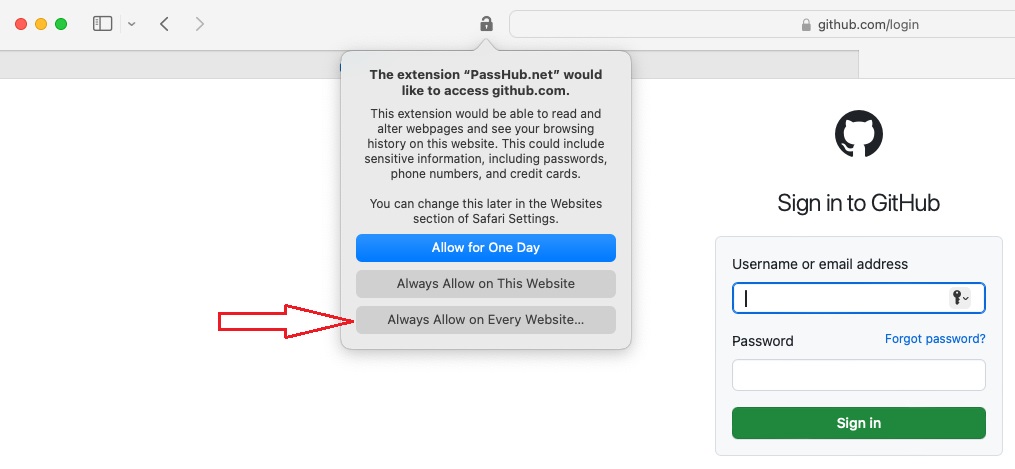 github.com/login
The extension “PassHub.net” would
like to access github.com.
This extension would be able to read and
alter webpages and see your browsing
history on this website. This could include
sensitive information, including passwords,
phone numbers, and credit cards.
You can change this later in the Websites
section of Safari Settings.
Allow for One Day
Always Allow on This Website
Always Allow on Every Website...
Sign in to GitHub
Username or email address
Password
Forgot password?
Sign in